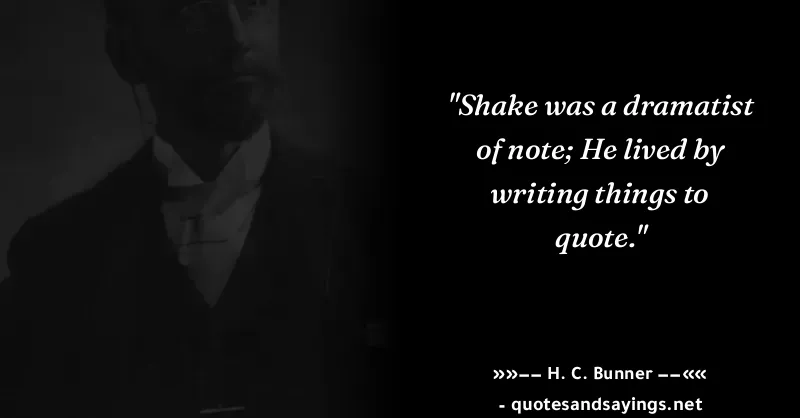 "Shake was a dramatist
of note; He lived by
writing things to
quote."
»»−− H. C. Bunner −−««
- quotesandsayings.net